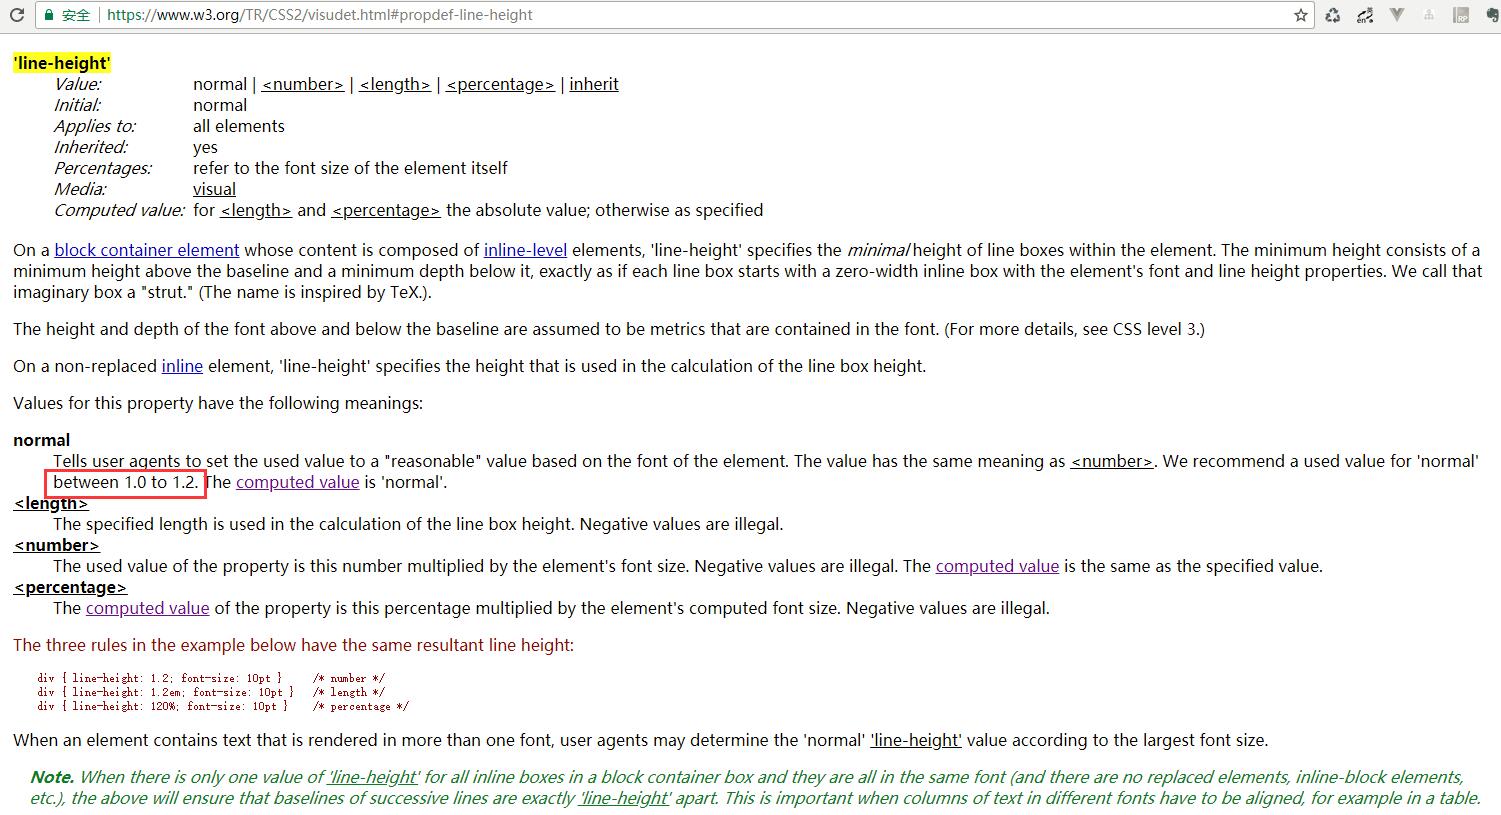 安全 https://www.w3.org/TR/CSS2/visudet.html#propdef-line-height
en
RP
'line-height'
Value: normal | <number> | <length> | <percentage> | inherit
Initial: normal
Applies to: all elements
Inherited: yes
Percentages: refer to the font size of the element itself
Media: visual
Computed value: for <length> and <percentage> the absolute value; otherwise as specified
On a block container element whose content is composed of inline-level elements, 'line-height' specifies the minimal height of line boxes within the element. The minimum height consists of a
minimum height above the baseline and a minimum depth below it, exactly as if each line box starts with a zero-width inline box with the element's font and line height properties. We call that
imaginary box a "strut." (The name is inspired by TeX.).
The height and depth of the font above and below the baseline are assumed to be metrics that are contained in the font. (For more details, see CSS level 3.)
On a non-replaced inline element, 'line-height' specifies the height that is used in the calculation of the line box height.
Values for this property have the following meanings:
normal
Tells user agents to set the used value to a "reasonable" value based on the font of the element. The value has the same meaning as <number>. We recommend a used value for 'normal'
between 1.0 to 1.2. The computed value is 'normal'.
<length>
The specified length is used in the calculation of the line box height. Negative values are illegal.
<number>
The used value of the property is this number multiplied by the element's font size. Negative values are illegal. The computed value is the same as the specified value.
<percentage>
The computed value of the property is this percentage multiplied by the element's computed font size. Negative values are illegal.
The three rules in the example below have the same resultant line height:
div { line-height: 1.2; font-size: 10pt } /* number */
div { line-height: 1.2em; font-size: 10pt } /* length */
div { line-height: 120%; font-size: 10pt } /* percentage */
When an element contains text that is rendered in more than one font, user agents may determine the 'normal' 'line-height' value according to the largest font size.
Note. When there is only one value of 'line-height' for all inline boxes in a block container box and they are all in the same font (and there are no replaced elements, inline-block elements,
etc.), the above will ensure that baselines of successive lines are exactly 'line-height' apart. This is important when columns of text in different fonts have to be aligned, for example in a table.